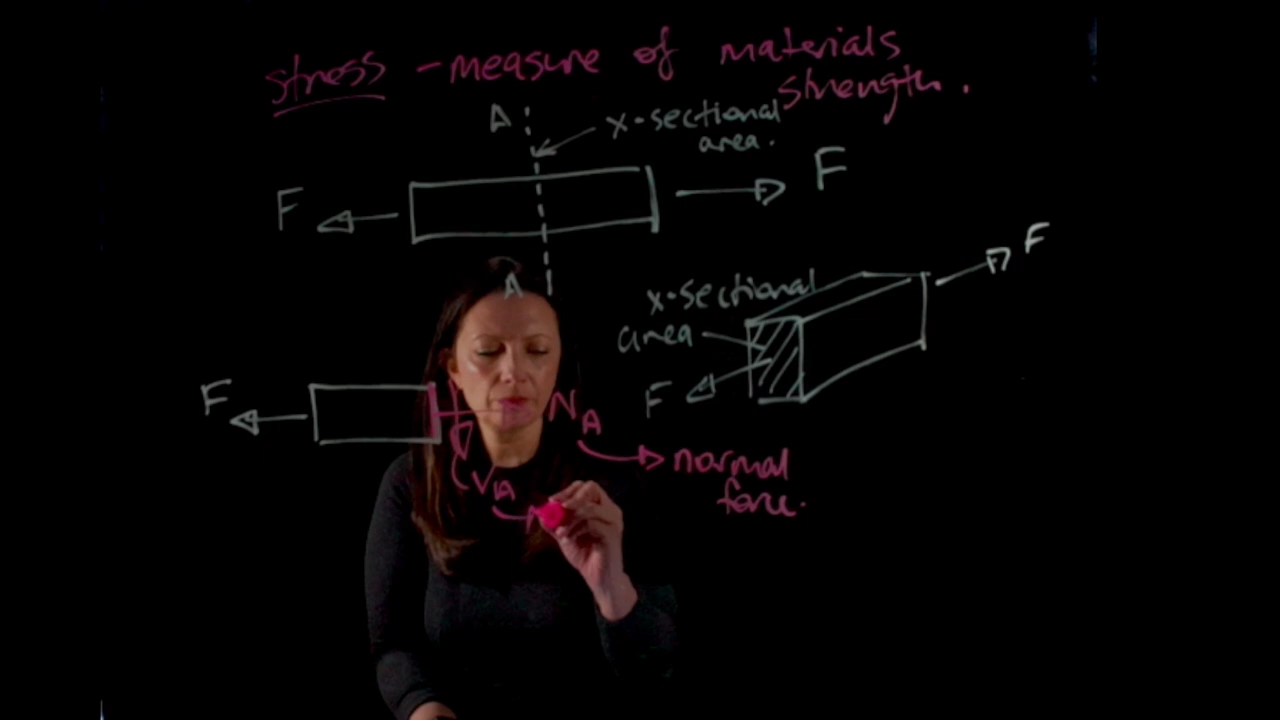 stress - measure of materials
strength.
A
x-sectional
area.
F
F
A
F
x-sectional
area
F
F
N A
V A
normal
force.